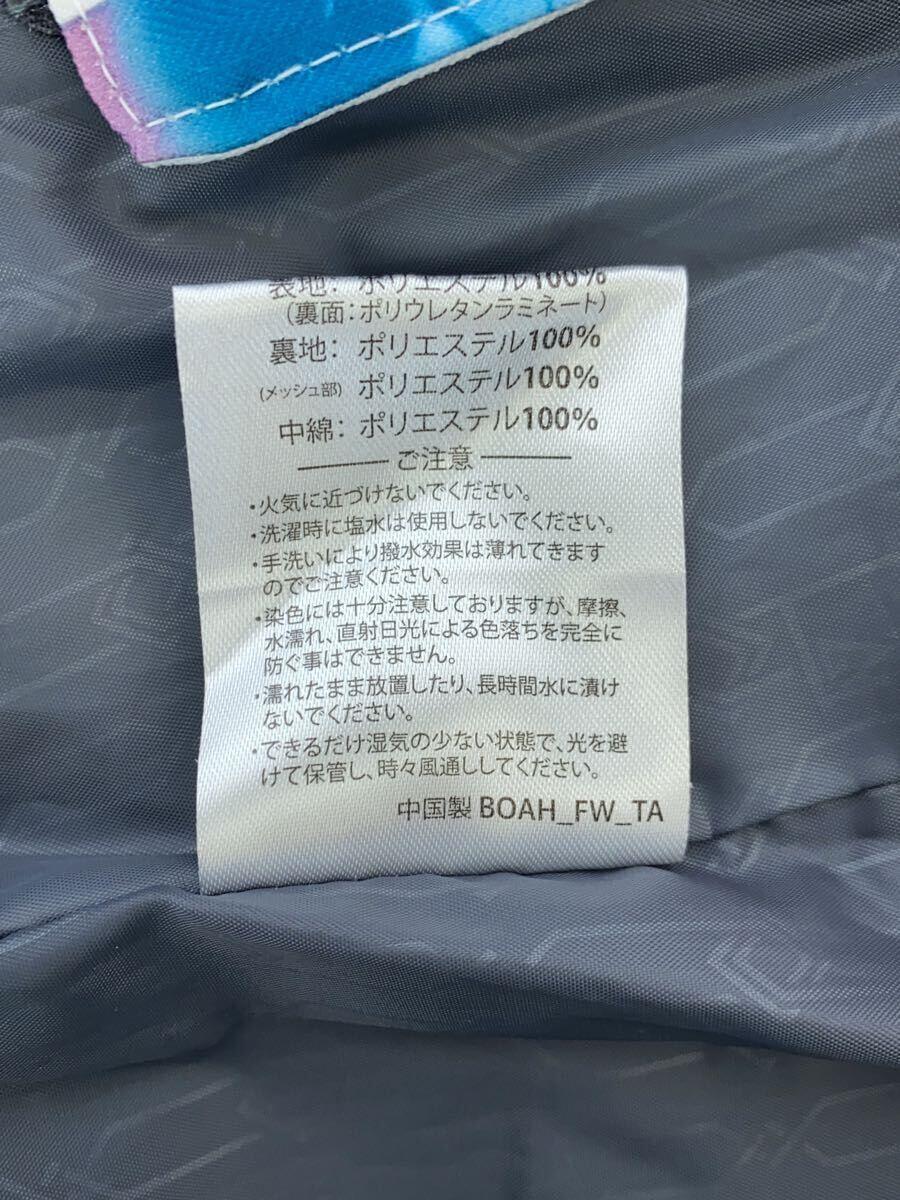 表地: ポリエステル100%
(裏面:ポリウレタンラミネート)
裏地: ポリエステル100%
(メッシュ部) ポリエステル100%
中綿: ポリエステル100%
ご注意
・火気に近づけないでください。
・洗濯時に塩水は使用しないでください。
・手洗いにより撥水効果は薄れてきます
のでご注意ください。
・染色には十分注意しておりますが、摩擦、
水濡れ、直射日光による色落ちを完全に
防ぐ事はできません。
・濡れたまま放置したり、長時間水に漬け
ないでください。
・できるだけ湿気の少ない状態で、光を避
けて保管し、時々風通ししてください。
中国製 BOAH_FW_TA